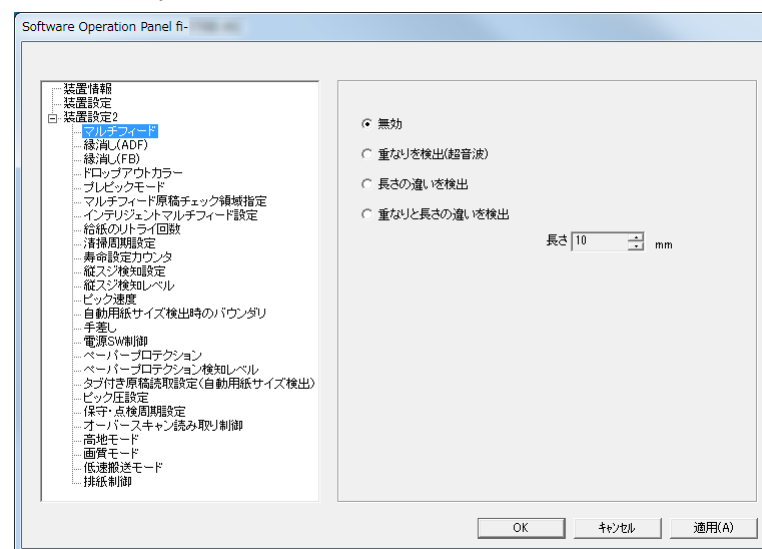 Software Operation Panel fi-
装置情報
装置設定
装置設定2
マルチフィード
縁消し(ADF)
縁消し(FB)
ドロップアウトカラー
プレピックモード
マルチフィード原稿チェック領域指定
インテリジェントマルチフィード設定
給紙のリトライ回数
清掃周期設定
寿命設定カウンタ
縦スジ検知設定
縦スジ検知レベル
ピック速度
自動用紙サイズ検出時のバウンダリ
手差し
電源SW制御
ペーパープロテクション
ペーパープロテクション検知レベル
タブ付き原稿読取設定(自動用紙サイズ検出)
ピック圧設定
保守・点検周期設定
オーバースキャン読み取り制御
高地モード
画質モード
低速搬送モード
排紙制御
無効
重なりを検出(超音波)
長さの違いを検出
重なりと長さの違いを検出
長さ 10 mm
OK キャンセル 適用(A)